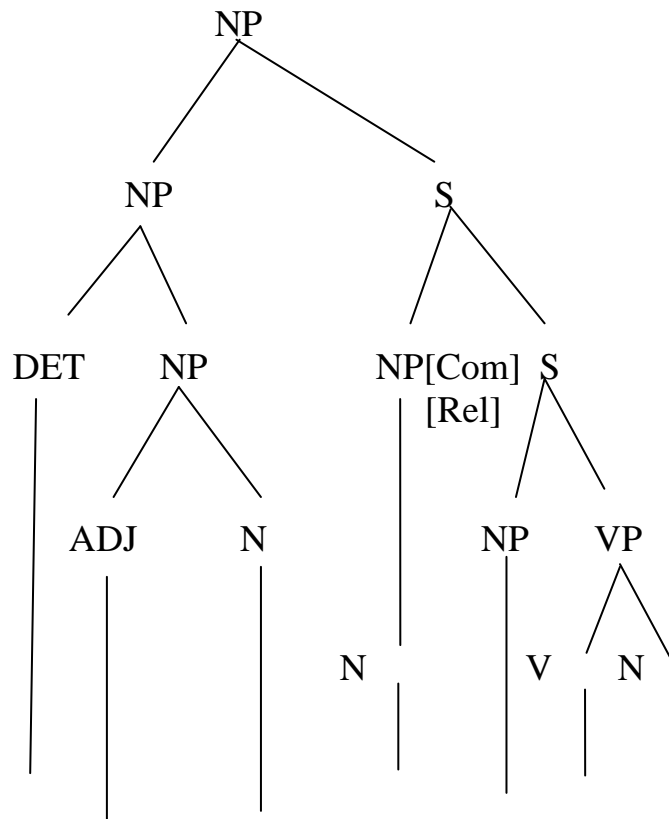 NP
NP S
DET NP NP[Com] S
[Rel]
ADJ N NP VP
N V N